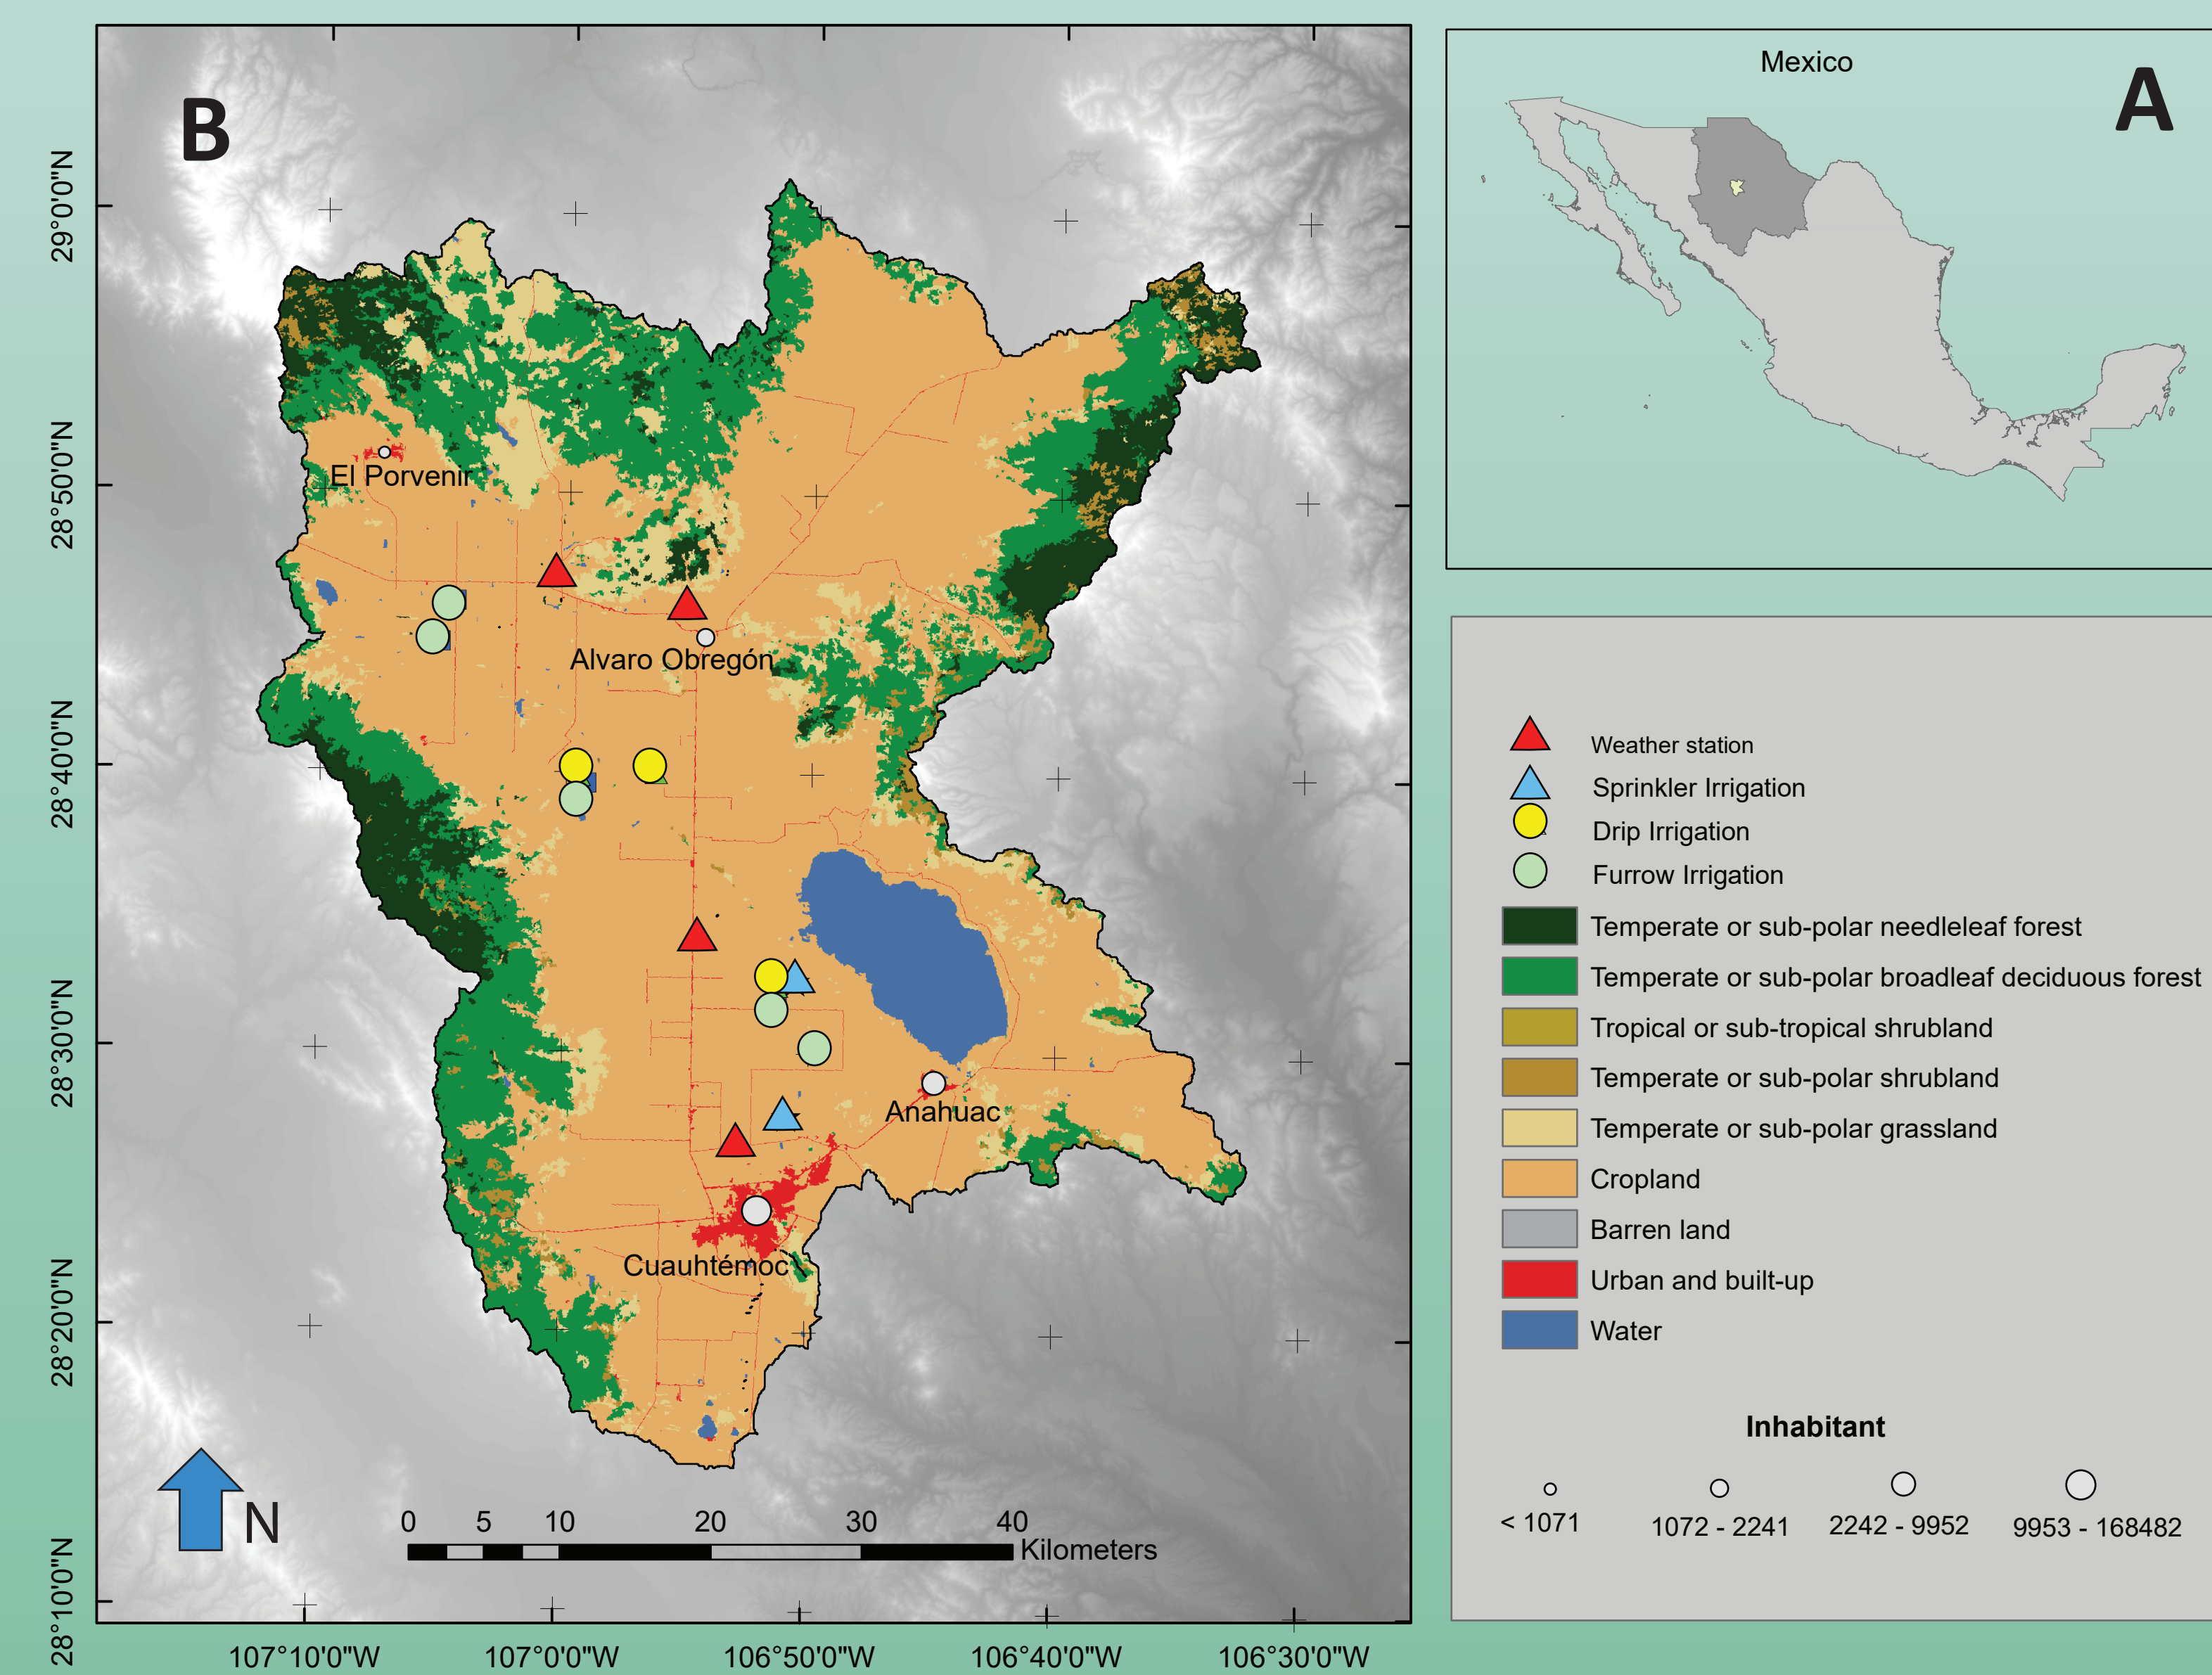 B
29°0'0"N
28°50'0"N
28°40'0"N
28°30'0"N
28°20'0"N
28°10'0"N
El Porvenir
Alvaro Obregón
Anahuac
Cuauhtémoc
N
0 5 10 20 30 40
Kilometers
107°10'0"W 107°0'0"W 106°50'0"W 106°40'0"W 106°30'0"W
Mexico
A
Weather station
Sprinkler Irrigation
Drip Irrigation
Furrow Irrigation
Temperate or sub-polar needleleaf forest
Temperate or sub-polar broadleaf deciduous forest
Tropical or sub-tropical shrubland
Temperate or sub-polar shrubland
Temperate or sub-polar grassland
Cropland
Barren land
Urban and built-up
Water
Inhabitant
< 1071 1072 - 2241 2242 - 9952 9953 - 168482